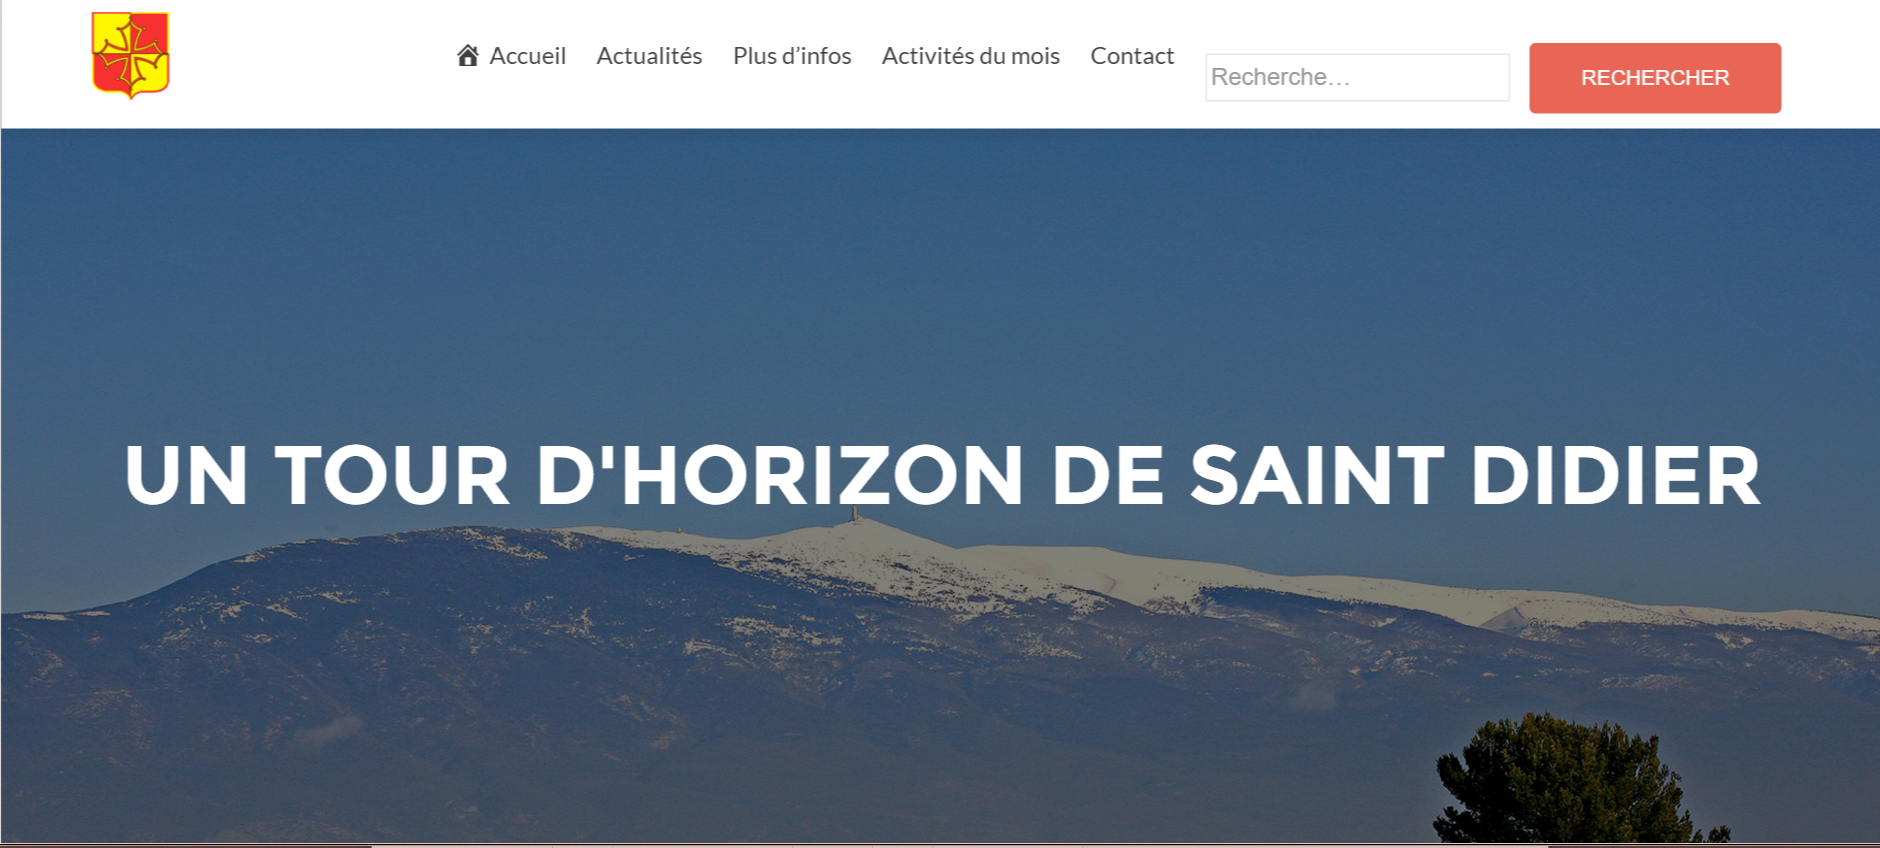 Accueil Actualités Plus d’infos Activités du mois Contact
Recherche... RECHERCHER
UN TOUR D'HORIZON DE SAINT DIDIER